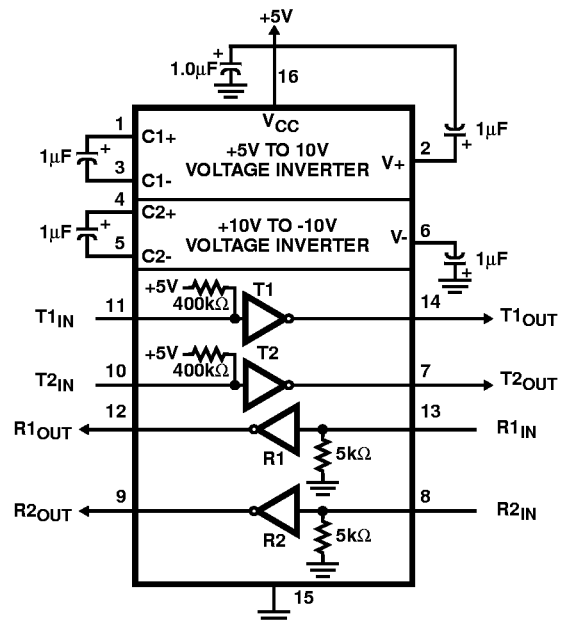 +5V
+
1.0µF
16
1
VCC
C1+
+5V TO 10V
VOLTAGE INVERTER
2
V+
1µF
+
1µF
+
3
C1-
4
C2+
+10V TO -10V
VOLTAGE INVERTER
6
V-
1µF
+
5
C2-
1µF
+
+5V
400kΩ
T1
T1IN
11
14
T1OUT
+5V
400kΩ
T2
T2IN
10
7
T2OUT
R1OUT
12
13
R1IN
R1
5kΩ
R2OUT
9
8
R2IN
R2
5kΩ
15